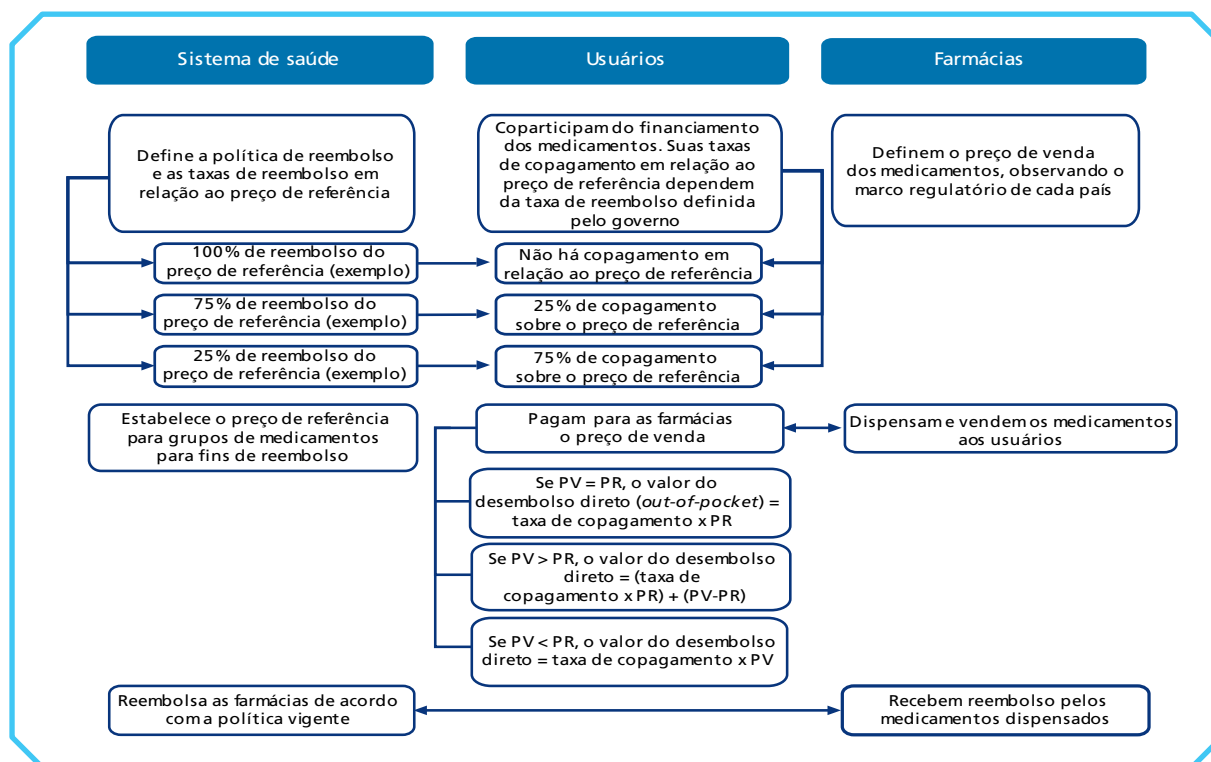 Sistema de saúde
Usuários
Farmácias
Define a política de reembolso
e as taxas de reembolso em
relação ao preço de referência
Coparticipam do financiamento
dos medicamentos. Suas taxas
de copagamento em relação ao
preço de referência dependem
da taxa de reembolso definida
pelo governo
Definem o preço de venda
dos medicamentos, observando o
marco regulatório de cada país
100% de reembolso do
preço de referência (exemplo)
Não há copagamento em
relação ao preço de referência
75% de reembolso do
preço de referência (exemplo)
25% de copagamento
sobre o preço de referência
25% de reembolso do
preço de referência (exemplo)
75% de copagamento
sobre o preço de referência
Estabelece o preço de referência
para grupos de medicamentos
para fins de reembolso
Pagam para as farmácias
o preço de venda
Dispensam e vendem os medicamentos
aos usuários
Se PV = PR, o valor do
desembolso direto (out-of-pocket) =
taxa de copagamento x PR
Se PV > PR, o valor do desembolso
direto = (taxa de
copagamento x PR) + (PV-PR)
Se PV < PR, o valor do desembolso
direto = taxa de copagamento x PV
Reembolsa as farmácias de acordo
com a política vigente
Recebem reembolso pelos
medicamentos dispensados